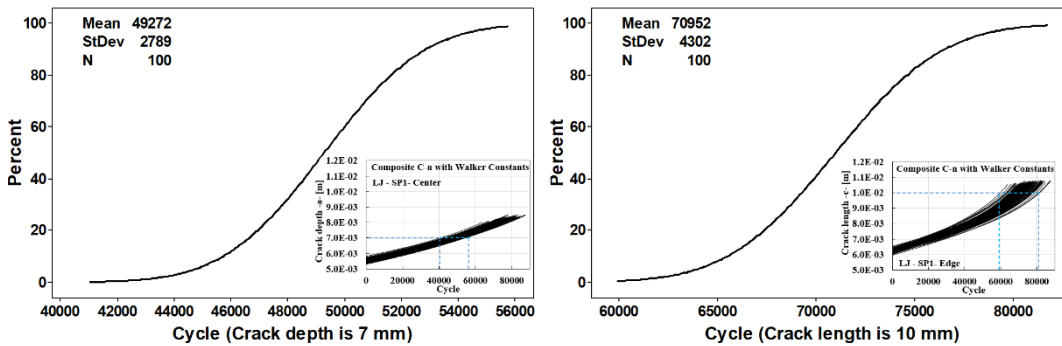 Mean 49272
StDev 2789
N 100
Percent
100
80
60
40
20
0
40000 42000 44000 46000 48000 50000 52000 54000 56000
Cycle (Crack depth is 7 mm)
Composite C-n with Walker Constants
LJ - SP1- Center
Crack depth -a- [m]
1.2E-02
1.1E-02
1.0E-02
9.0E-03
8.0E-03
7.0E-03
6.0E-03
5.0E-03
0 20000 40000 60000 80000
Cycle
Mean 70952
StDev 4302
N 100
Percent
100
80
60
40
20
0
60000 65000 70000 75000 80000
Cycle (Crack length is 10 mm)
Composite C-n with Walker Constants
LJ - SP1- Edge
Crack length -c- [m]
1.2E-02
1.1E-02
1.0E-02
9.0E-03
8.0E-03
7.0E-03
6.0E-03
5.0E-03
0 20000 40000 60000 80000
Cycle